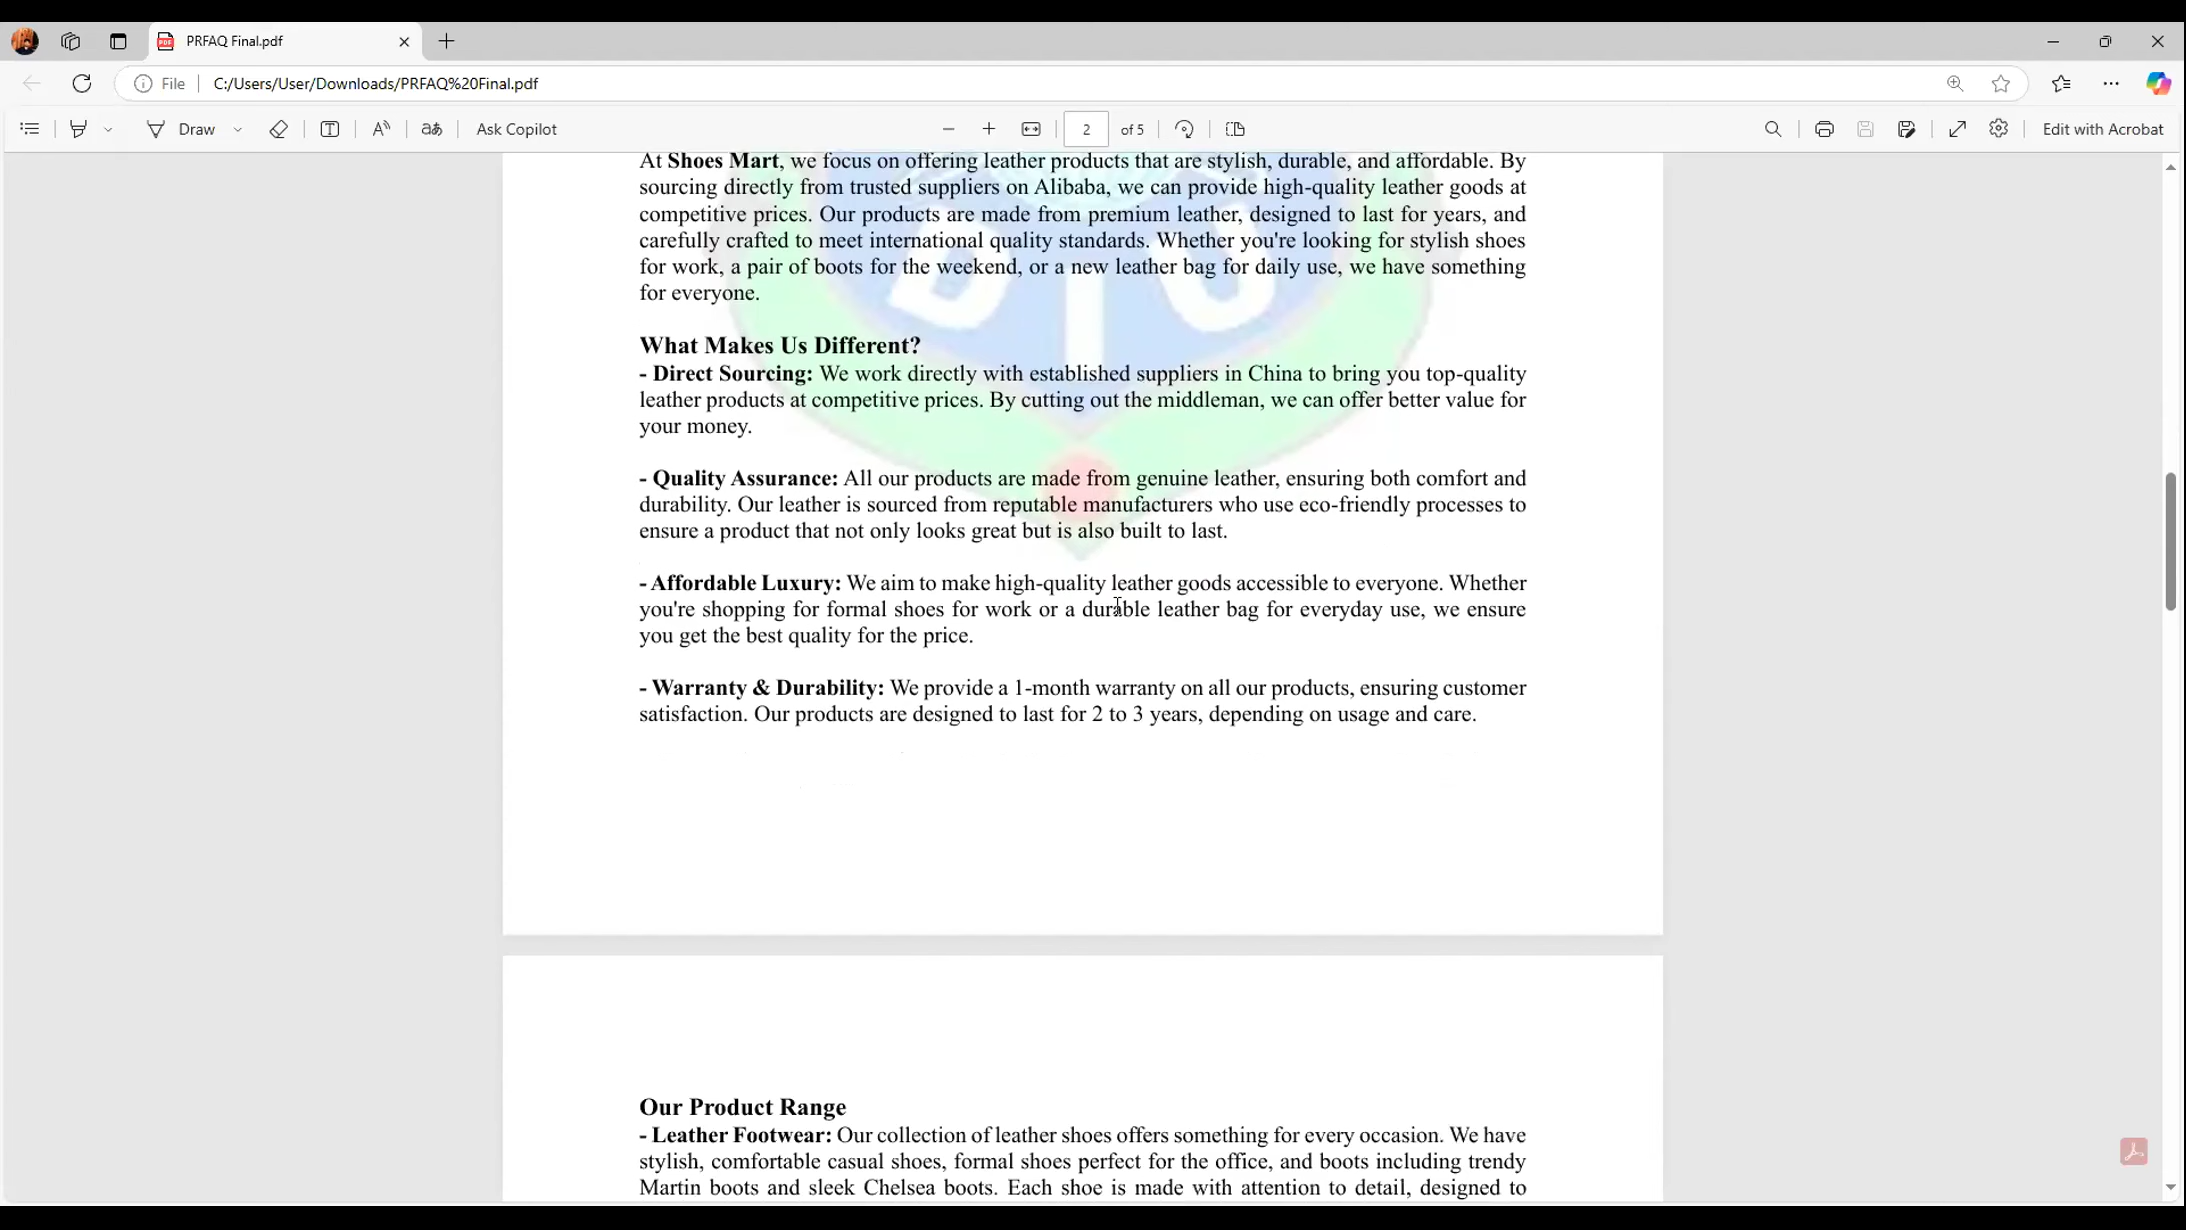 PRFAQ Final.pdf
File
C:/Users/User/Downloads/PRFAQ%20Final.pdf
Draw
aあ
Ask Copilot
2
of 5
Edit with Acrobat
At Shoes Mart, we focus on offering leather products that are stylish, durable, and affordable. By
sourcing directly from trusted suppliers on Alibaba, we can provide high-quality leather goods at
competitive prices. Our products are made from premium leather, designed to last for years, and
carefully crafted to meet international quality standards. Whether you're looking for stylish shoes
for work, a pair of boots for the weekend, or a new leather bag for daily use, we have something
for everyone.
DIU
What Makes Us Different?
- Direct Sourcing: We work directly with established suppliers in China to bring you top-quality
leather products at competitive prices. By cutting out the middleman, we can offer better value for
your money.
- Quality Assurance: All our products are made from genuine leather, ensuring both comfort and
durability. Our leather is sourced from reputable manufacturers who use eco-friendly processes to
ensure a product that not only looks great but is also built to last.
- Affordable Luxury: We aim to make high-quality leather goods accessible to everyone. Whether
you're shopping for formal shoes for work or a durable leather bag for everyday use, we ensure
you get the best quality for the price.
- Warranty & Durability: We provide a 1-month warranty on all our products, ensuring customer
satisfaction. Our products are designed to last for 2 to 3 years, depending on usage and care.
Our Product Range
- Leather Footwear: Our collection of leather shoes offers something for every occasion. We have
stylish, comfortable casual shoes, formal shoes perfect for the office, and boots including trendy
Martin boots and sleek Chelsea boots. Each shoe is made with attention to detail, designed to